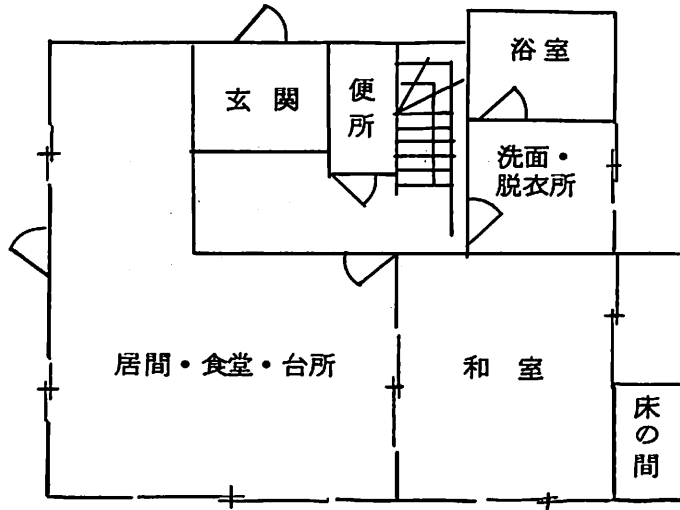 浴室
玄関
便所
洗面・
脱衣所
居間・食堂・台所
和室
床の間